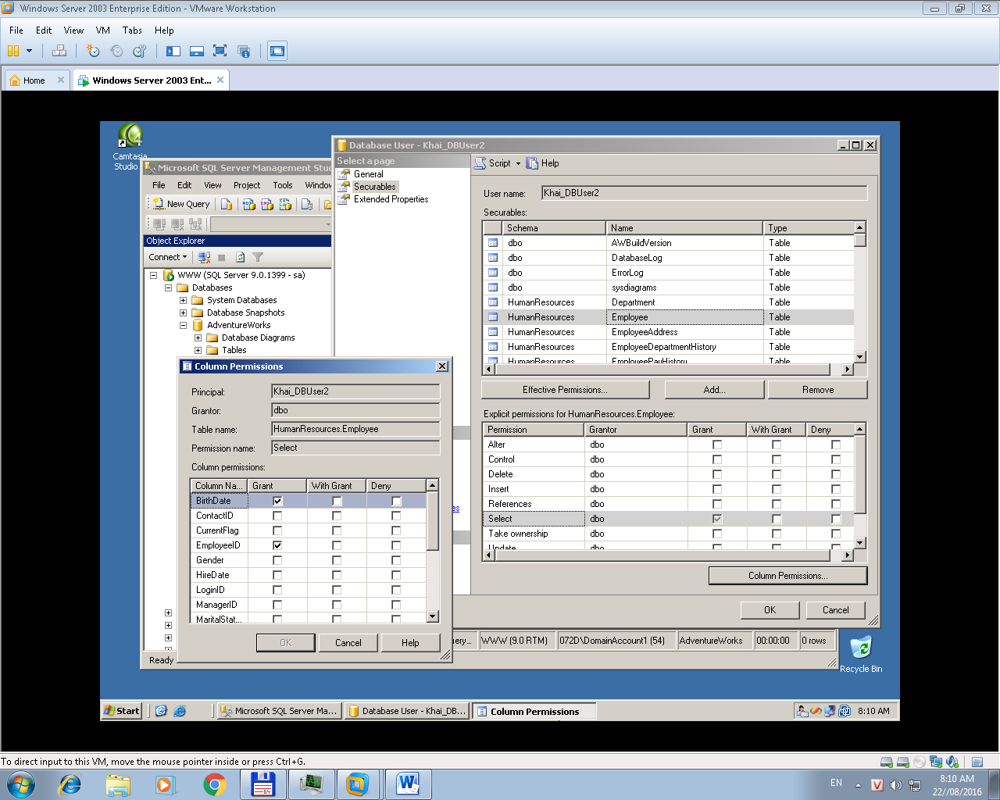 Windows Server 2003 Enterprise Edition - VMware Workstation
File Edit View VM Tabs Help
Home
Windows Server 2003 Ent...
Camtasia
Studio
4
Microsoft SQL Server Management Stu
File Edit View Project Tools Window
New Query
Object Explorer
Connect
WWW (SQL Server 9.0.1399 - sa)
Databases
System Databases
Database Snapshots
AdventureWorks
Database Diagrams
Tables
Database User - Khai_DBUser2
Select a page
General
Securables
Extended Properties
Script Help
User name: Khai_DBUser2
Securables:
Schema Name Type
dbo AWBuildVersion Table
dbo DatabaseLog Table
dbo ErrorLog Table
dbo sysdiagrams Table
HumanResources Department Table
HumanResources Employee Table
HumanResources EmployeeAddress Table
HumanResources EmployeeDepartmentHistory Table
HumanResources EmployeePayHistory Table
Effective Permissions... Add... Remove
Explicit permissions for HumanResources.Employee:
Permission Grantor Grant With Grant Deny
Alter dbo
Control dbo
Delete dbo
Insert dbo
References dbo
Select dbo
Take ownership dbo
Update dbo
Column Permissions...
OK Cancel
Column Permissions
Principal: Khai_DBUser2
Grantor: dbo
Table name: HumanResources.Employee
Permission name: Select
Column permissions:
Column Na... Grant With Grant Deny
BirthDate
ContactID
CurrentFlag
EmployeeID
Gender
HireDate
LoginID
ManagerID
MaritalStat...
OK Cancel Help
es
Ready
uery... WWW (9.0 RTM) 072D\DomainAccount1 (54) AdventureWorks 00:00:00 0 rows
Recycle Bin
Start Microsoft SQL Server Ma... Database User - Khai_DB... Column Permissions 8:10 AM
To direct input to this VM, move the mouse pointer inside or press Ctrl+G.
64
W
EN
V
8:10 AM
22//08/2016